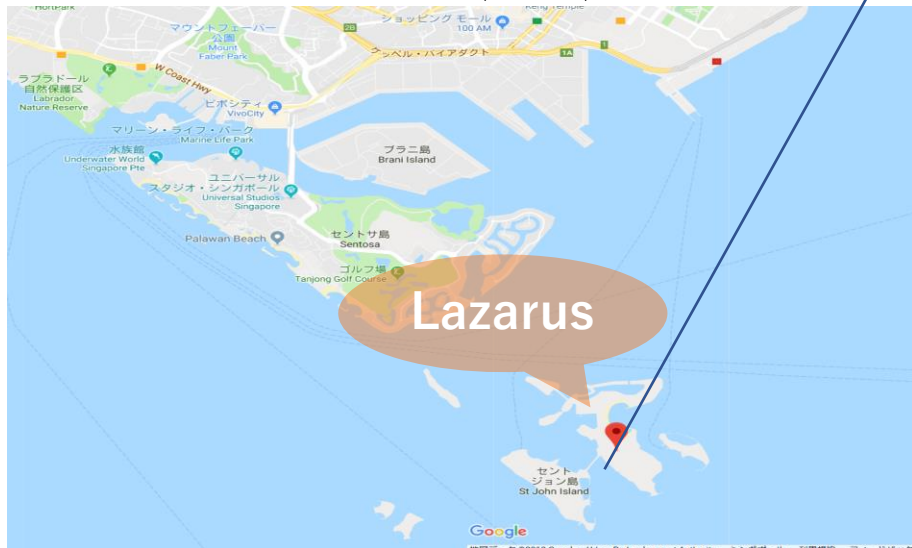 HortPark
マウントフェーバー
公園
Mount
Faber Park
ショッピング モール
100 AM
Keng Temple
2B
ケッペル・バイアダクト
1A
1
ラブラドール
自然保護区
Labrador
Nature Reserve
W Coast Hwy
ビボシティ
VivoCity
マリーン・ライフ・パーク
Marine Life Park
水族館
Underwater World
Singapore Pte
ブラニ島
Brani Island
ユニバーサル
スタジオ・シンガポール
Universal Studios
Singapore
Palawan Beach
セントサ島
Sentosa
ゴルフ場
Tanjong Golf Course
Lazarus
セント
ジョン島
St John Island
Google